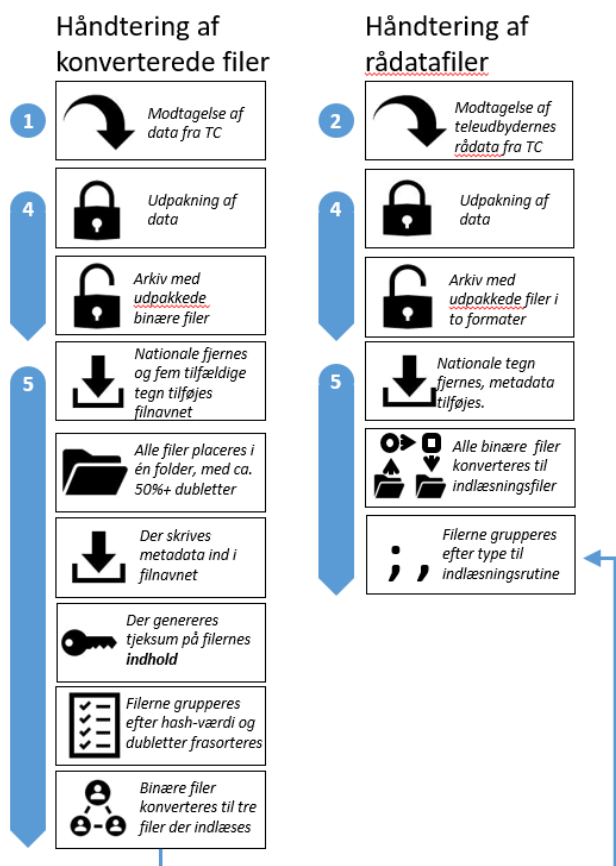 Håndtering af
konverterede filer
1
Modtagelse af
data fra TC
4
Udpakning af
data
Arkiv med
udpakkede
binære filer
5
Nationale fjernes
og fem tilfældige
tegn tilføjes
filnavnet
Alle filer placeres i
én folder, med ca.
50%+ dubletter
Der skrives
metadata ind i
filnavnet
Der genereres
tjeksum på filernes
indhold
Filerne grupperes
efter hash-værdi og
dubletter frasorteres
Binære filer
konverteres til tre
filer der indlæses
Håndtering af
rådatafiler
2
Modtagelse af
teleudbydernes
rådata fra TC
4
Udpakning af
data
Arkiv med
udpakkede filer i
to formater
5
Nationale tegn
fjernes, metadata
tilføjes.
Alle binære filer
konverteres til
indlæsningsfiler
; ,
Filerne grupperes
efter type til
indlæsningsrutine